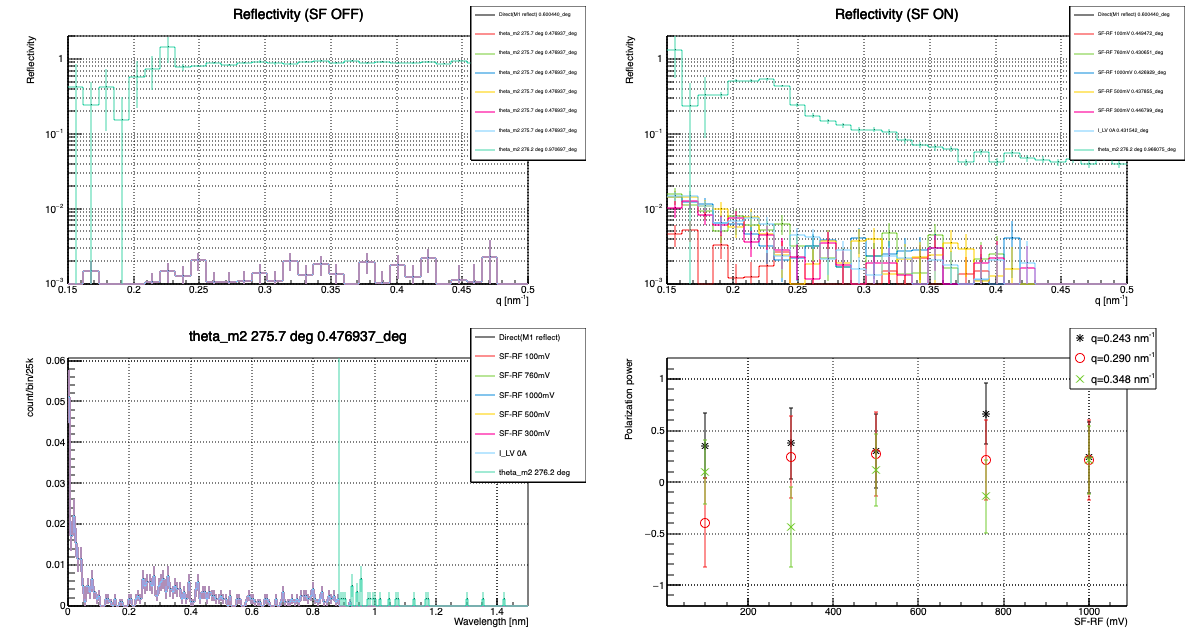 Reflectivity (SF OFF)
Reflectivity
Direct(M1 reflect) 0.600440_deg
theta_m2 275.7 deg 0.476937_deg
theta_m2 275.7 deg 0.476937_deg
theta_m2 275.7 deg 0.476937_deg
theta_m2 275.7 deg 0.476937_deg
theta_m2 275.7 deg 0.476937_deg
theta_m2 275.7 deg 0.476937_deg
theta_m2 276.2 deg 0.970697_deg
1
10⁻¹
10⁻²
10⁻³
0.15 0.2 0.25 0.3 0.35 0.4 0.45 0.5
q [nm⁻¹]
Reflectivity (SF ON)
Reflectivity
Direct(M1 reflect) 0.600440_deg
SF-RF 100mV 0.449472_deg
SF-RF 760mV 0.430651_deg
SF-RF 1000mV 0.426929_deg
SF-RF 500mV 0.437855_deg
SF-RF 300mV 0.446799_deg
I_LV 0A 0.431542_deg
theta_m2 276.2 deg 0.968075_deg
1
10⁻¹
10⁻²
10⁻³
0.15 0.2 0.25 0.3 0.35 0.4 0.45 0.5
q [nm⁻¹]
theta_m2 275.7 deg 0.476937_deg
count/bin/25k
Direct(M1 reflect)
SF-RF 100mV
SF-RF 760mV
SF-RF 1000mV
SF-RF 500mV
SF-RF 300mV
I_LV 0A
theta_m2 276.2 deg
0.06
0.05
0.04
0.03
0.02
0.01
0
0 0.2 0.4 0.6 0.8 1 1.2 1.4
Wavelength [nm]
Polarization power
q=0.243 nm⁻¹
q=0.290 nm⁻¹
q=0.348 nm⁻¹
1
0.5
0
−0.5
−1
200 400 600 800 1000
SF-RF (mV)